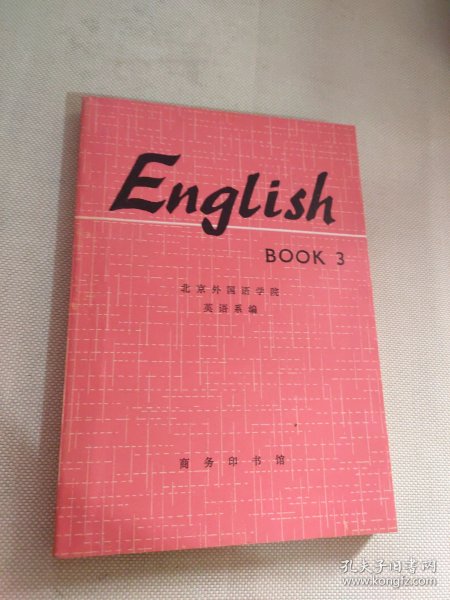 English
BOOK 3
北京外国语学院
英语系编
商务印书馆
孔夫子旧书网
www.kongfz.com